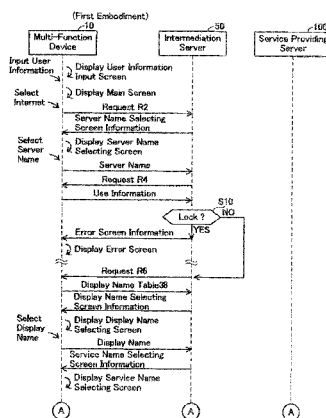 (First Embodiment)
10
50
100
Multi-Function
Device
Intermediation
Server
Service Providing
Server
Input User
Information
Display User Information
Input Screen
Select
Internet
Display Main Screen
Request R2
Server Name Selecting
Screen Information
Select
Server
Name
Display Server Name
Selecting Screen
Server Name
Request R4
Use Information
S10
Lock ?
NO
YES
Error Screen Information
Display Error Screen
Request R6
Display Name Table38
Display Name Selecting
Screen Information
Select
Display
Name
Display Display Name
Selecting Screen
Display Name
Service Name Selecting
Screen Information
Display Service Name
Selecting Screen
A
A
A